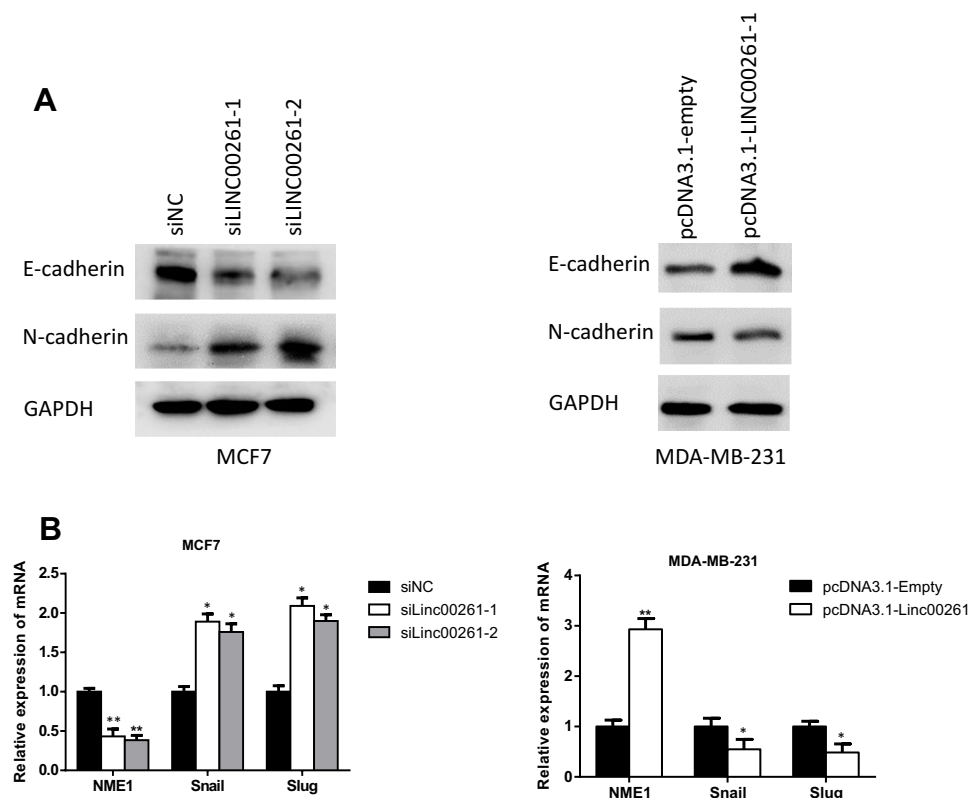 A
siNC
siLINC00261-1
siLINC00261-2
E-cadherin
N-cadherin
GAPDH
MCF7
pcDNA3.1-empty
pcDNA3.1-LINC00261-1
E-cadherin
N-cadherin
GAPDH
MDA-MB-231
B
MCF7
Relative expression of mRNA
2.5
2.0
1.5
1.0
0.5
0.0
* * * *
** **
NME1 Snail Slug
siNC
siLinc00261-1
siLinc00261-2
MDA-MB-231
Relative expression of mRNA
4
3
2
1
0
**
* *
NME1 Snail Slug
pcDNA3.1-Empty
pcDNA3.1-Linc00261